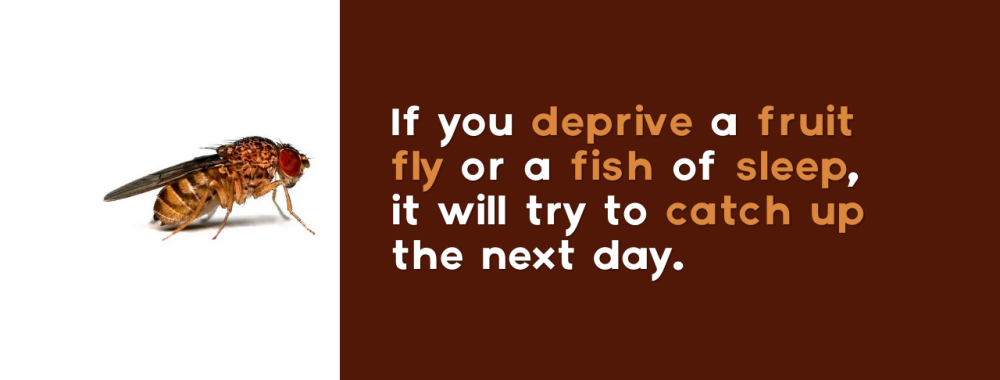 If you deprive a fruit
fly or a fish of sleep,
it will try to catch up
the next day.